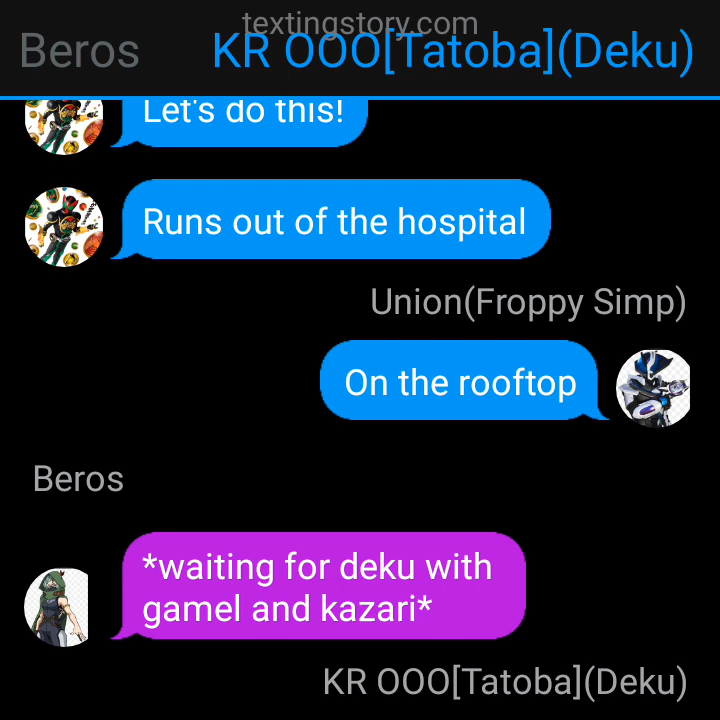 textingstory.com
Beros
KR OOO[Tatoba](Deku)
Let's do this!
Runs out of the hospital
Union(Froppy Simp)
On the rooftop
Beros
*waiting for deku with
gamel and kazari*
KR OOO[Tatoba](Deku)